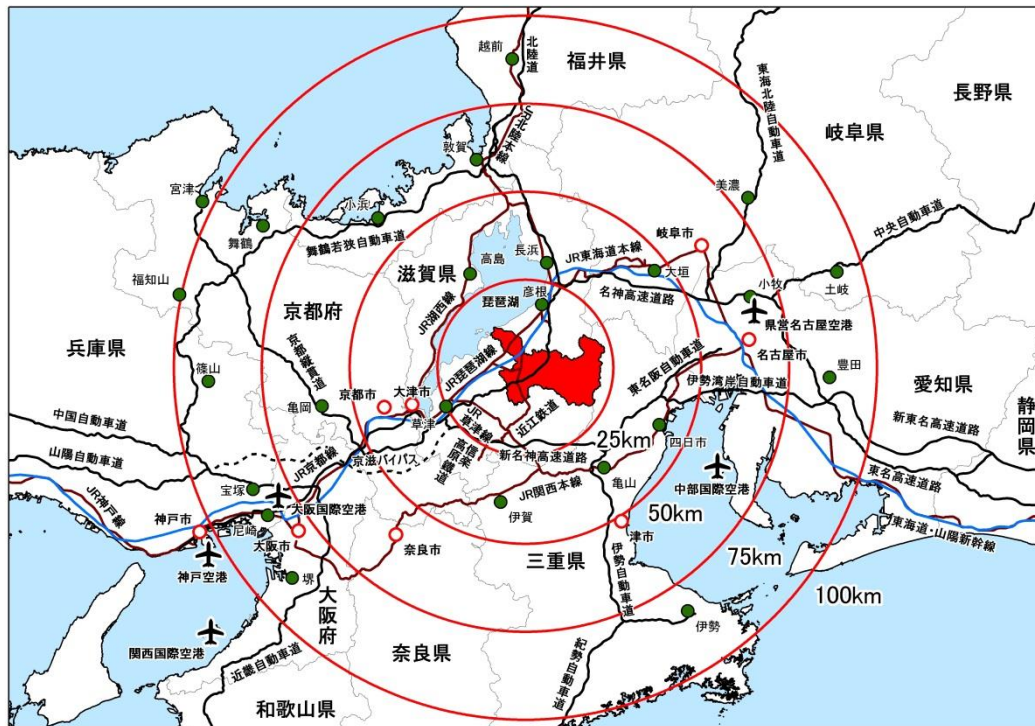 越前
北陸道
福井県
東海北陸自動車道
長野県
岐阜県
JR北陸本線
敦賀
宮津
小浜
美濃
舞鶴
舞鶴若狭自動車道
中央自動車道
岐阜市
滋賀県
高島
長浜
JR東海道本線
大垣
福知山
京都府
彦根
名神高速道路
小牧
土岐
琵琶湖
JR湖西線
県営名古屋空港
兵庫県
京都縦貫道
JR琵琶湖線
名古屋市
東名阪自動車道
篠山
豊田
伊勢湾岸自動車道
愛知県
静岡県
京都市
大津市
亀岡
草津
JR草津線
近江鉄道
新東名高速道路
中国自動車道
25km
四日市
信楽高原鐵道
新名神高速道路
京滋バイパス
山陽自動車道
JR京都線
亀山
中部国際空港
東名高速道路
宝塚
JR関西本線
大阪国際空港
伊賀
JR神戸線
神戸市
尼崎
50km
津市
大阪市
東海道・山陽新幹線
奈良市
神戸空港
三重県
75km
堺
伊勢自動車道
100km
大阪府
伊勢
関西国際空港
奈良県
近畿自動車道
紀勢自動車道
和歌山県